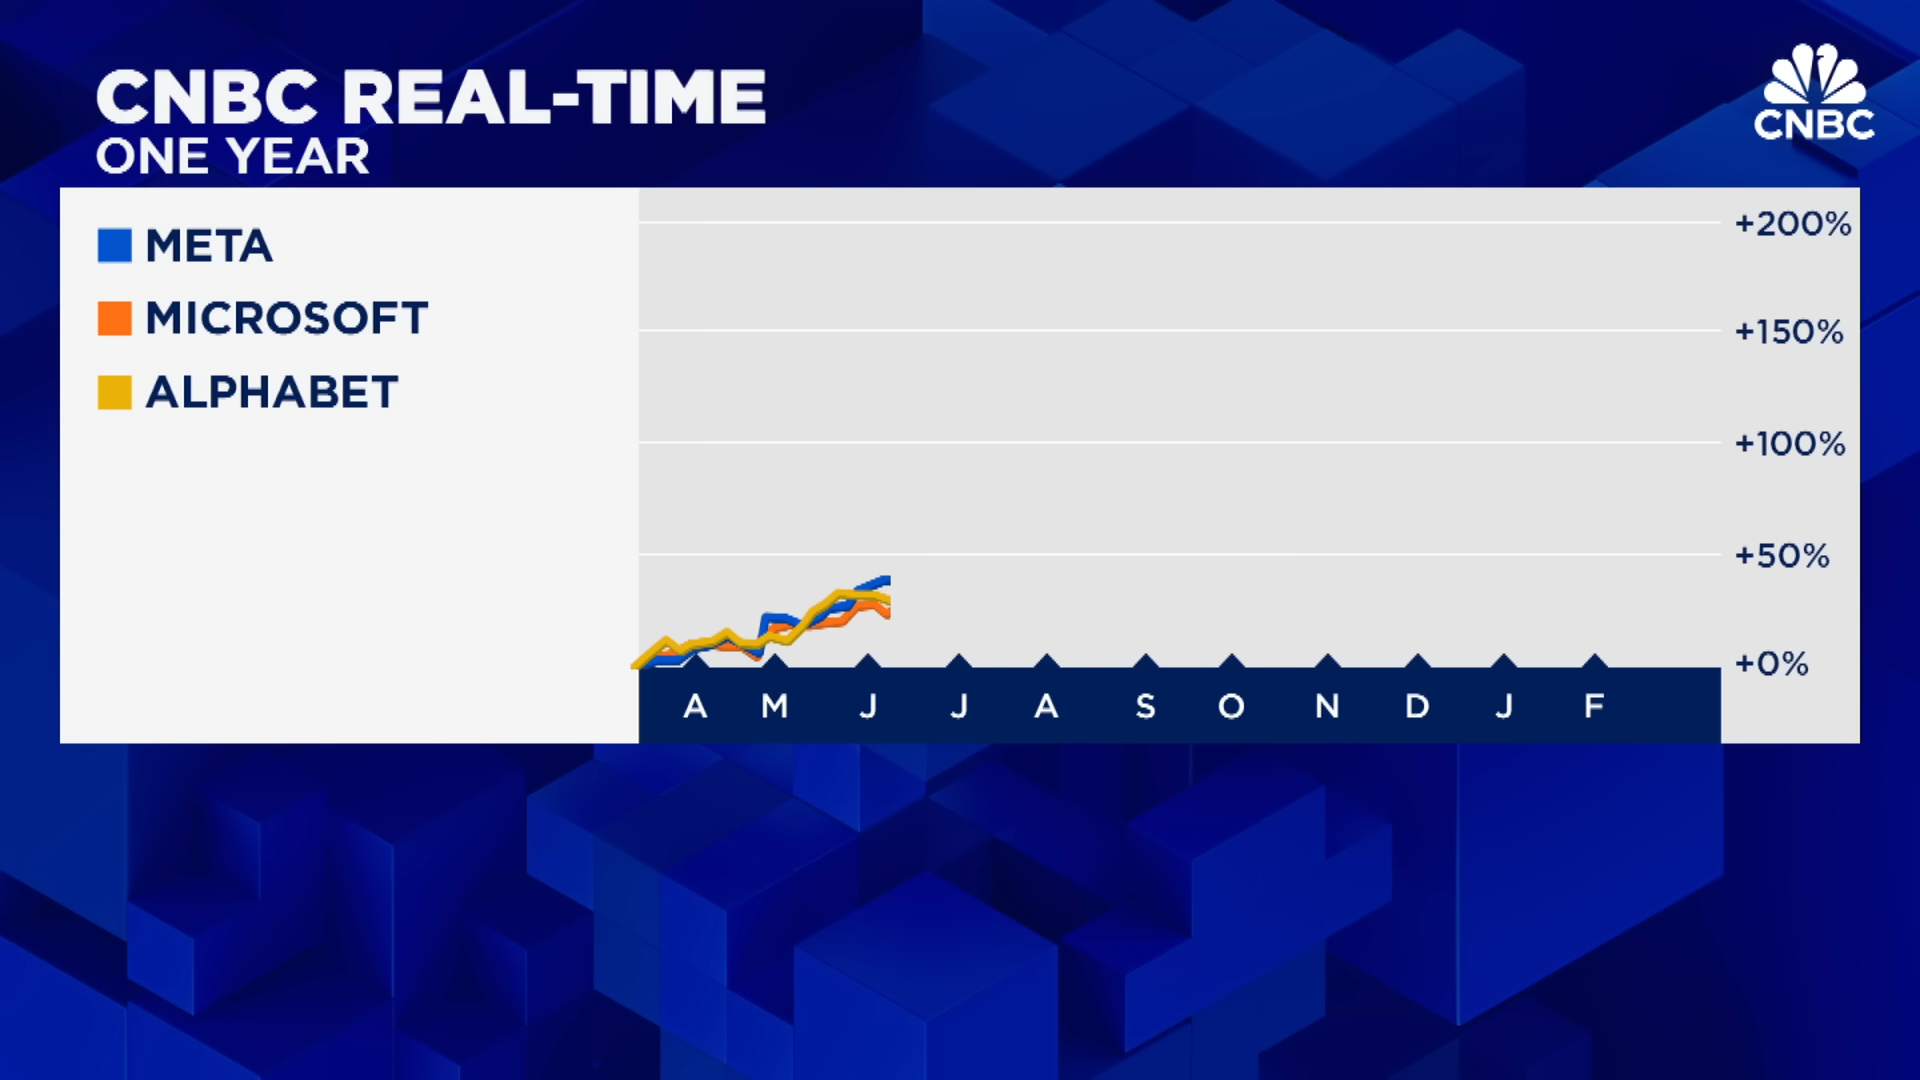 CNBC REAL-TIME
ONE YEAR
CNBC
META
MICROSOFT
ALPHABET
+200%
+150%
+100%
+50%
+0%
A M J J A S O N D J F